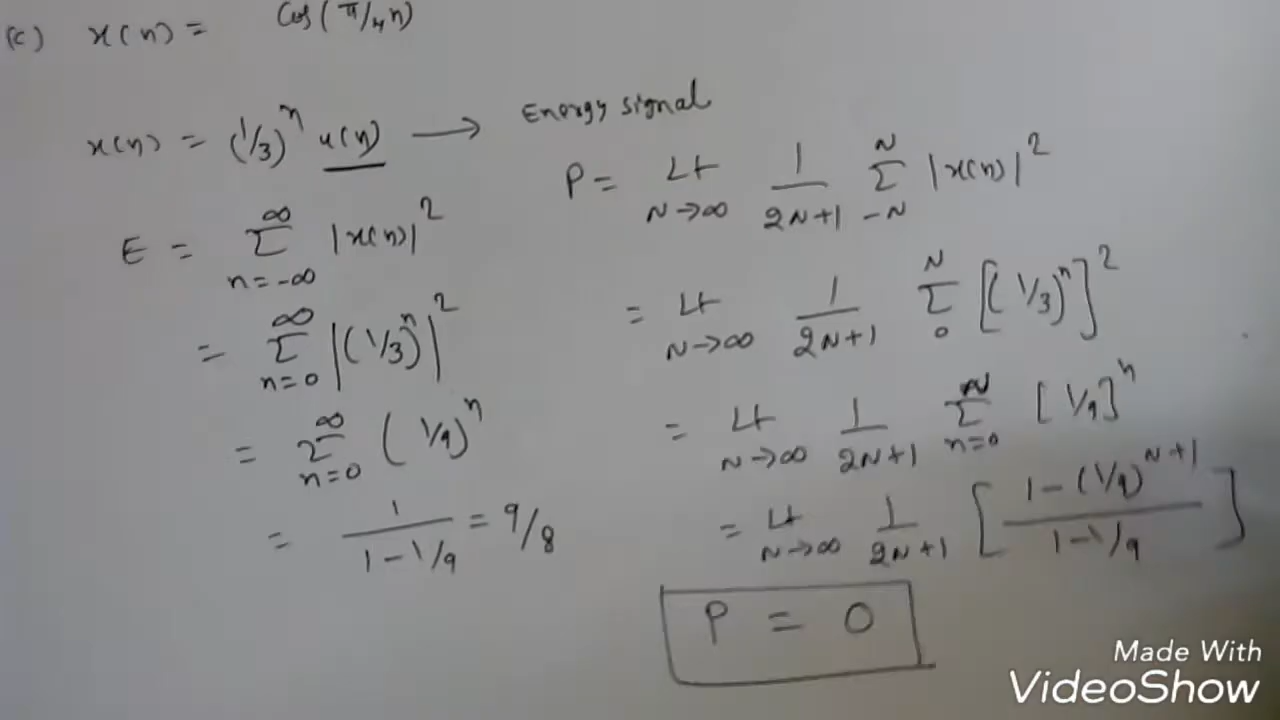 (c) x(n) = Cos(π/4 n)
x(n) = (1/3)^n u(n) → Energy signal
E = Σ_{n=-∞}^{∞} |x(n)|^2
= Σ_{n=0}^{∞} |(1/3)^n|^2
= Σ_{n=0}^{∞} (1/9)^n
= 1/(1-1/9) = 9/8
P = Lt_{N→∞} 1/(2N+1) Σ_{-N}^{N} |x(n)|^2
= Lt_{N→∞} 1/(2N+1) Σ_{0}^{N} [(1/3)^n]^2
= Lt_{N→∞} 1/(2N+1) Σ_{n=0}^{N} [1/9]^n
= Lt_{N→∞} 1/(2N+1) [(1-(1/9)^{N+1})/(1-1/9)]
P = 0
Made With
VideoShow